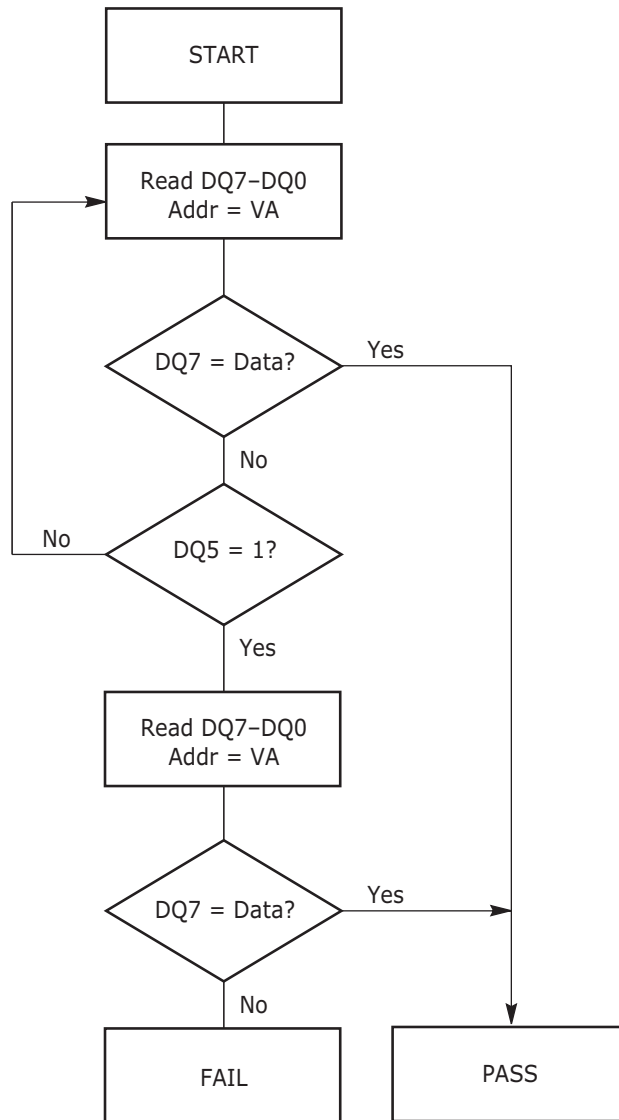 START
Read DQ7–DQ0
Addr = VA
DQ7 = Data?
Yes
No
No
DQ5 = 1?
Yes
Read DQ7–DQ0
Addr = VA
DQ7 = Data?
Yes
No
FAIL
PASS